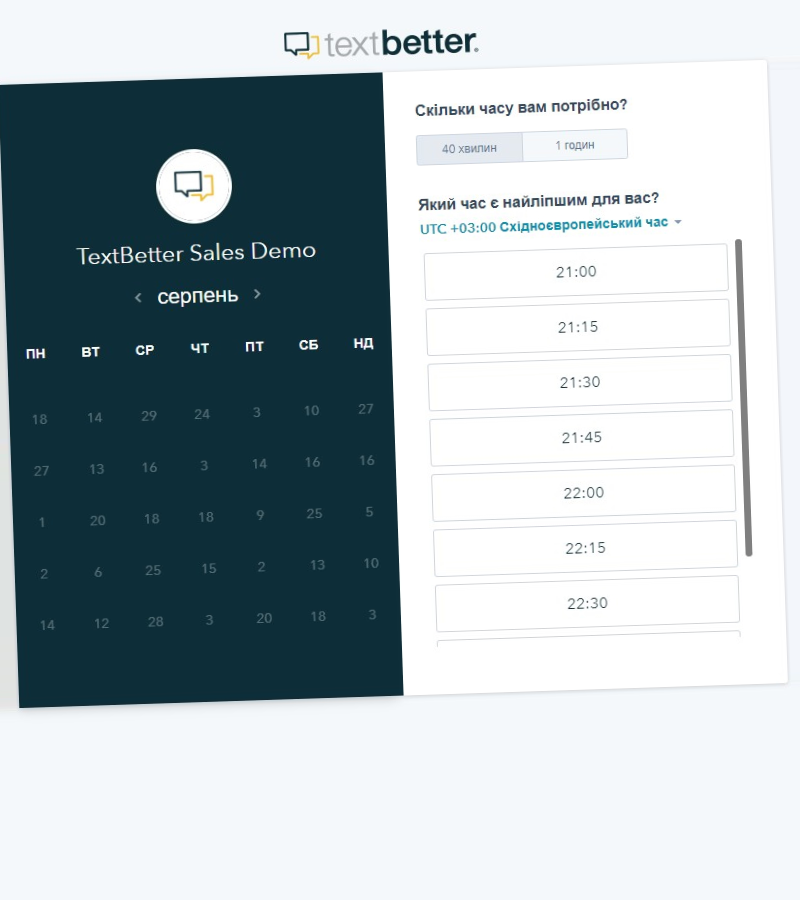 textbetter.
TextBetter Sales Demo
серпень
ПН ВТ СР ЧТ ПТ СБ НД
18 14 29 24 3 10 27
27 13 16 3 14 16 16
1 20 18 18 9 25 5
2 6 25 15 2 13 10
14 12 28 3 20 18 3
Скільки часу вам потрібно?
40 хвилин 1 годин
Який час є найліпшим для вас?
UTC +03:00 Східноєвропейський час
21:00
21:15
21:30
21:45
22:00
22:15
22:30